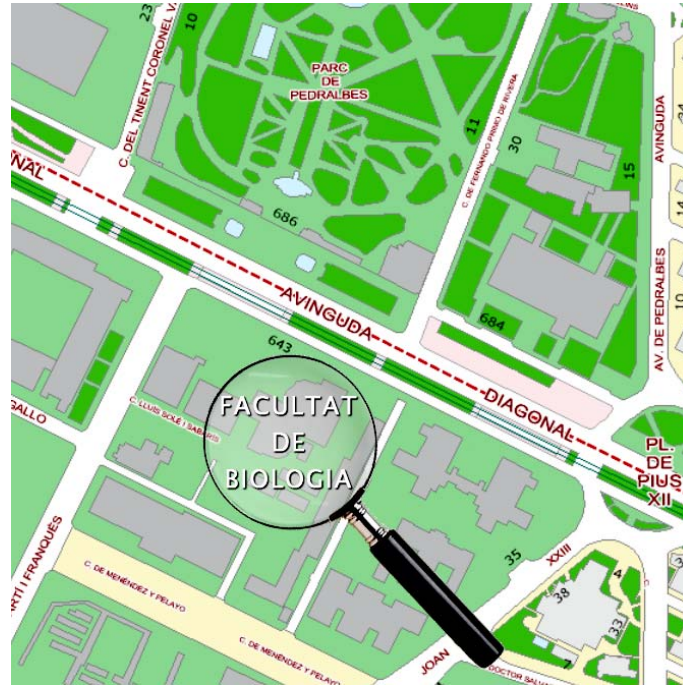 23
10
C. DEL TINENT CORONEL V
PARC
DE
PEDRALBES
11
C. DE FERNANDO PRIMO DE RIVERA
30
15
AVINGUDA
14
10
AV. DE PEDRALBES
NAL
686
AVINGUDA
DIAGONAL
684
643
PL.
DE
PIUS
XII
GALLO
C. LLUÍS SOLÉ I SABARÍS
FACULTAT
DE
BIOLOGIA
RTÍ I FRANQUÈS
C. DE MENÉNDEZ Y PELAYO
C. DE MENÉNDEZ Y PELAYO
35
JOAN
XXIII
38
4
33
7
C.
DOCTOR SALV